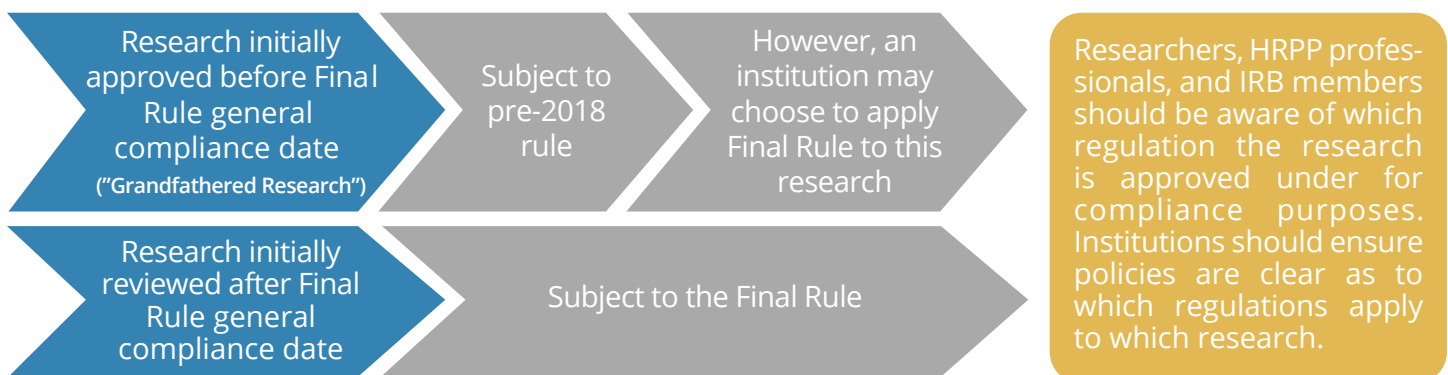 Research initially
approved before Final
Rule general
compliance date
(”Grandfathered Research”)
Subject to
pre-2018
rule
However, an
institution may
choose to apply
Final Rule to this
research
Research initially
reviewed after Final
Rule general
compliance date
Subject to the Final Rule
Researchers, HRPP profes-
sionals, and IRB members
should be aware of which
regulation the research
is approved under for
compliance purposes.
Institutions should ensure
policies are clear as to
which regulations apply
to which research.